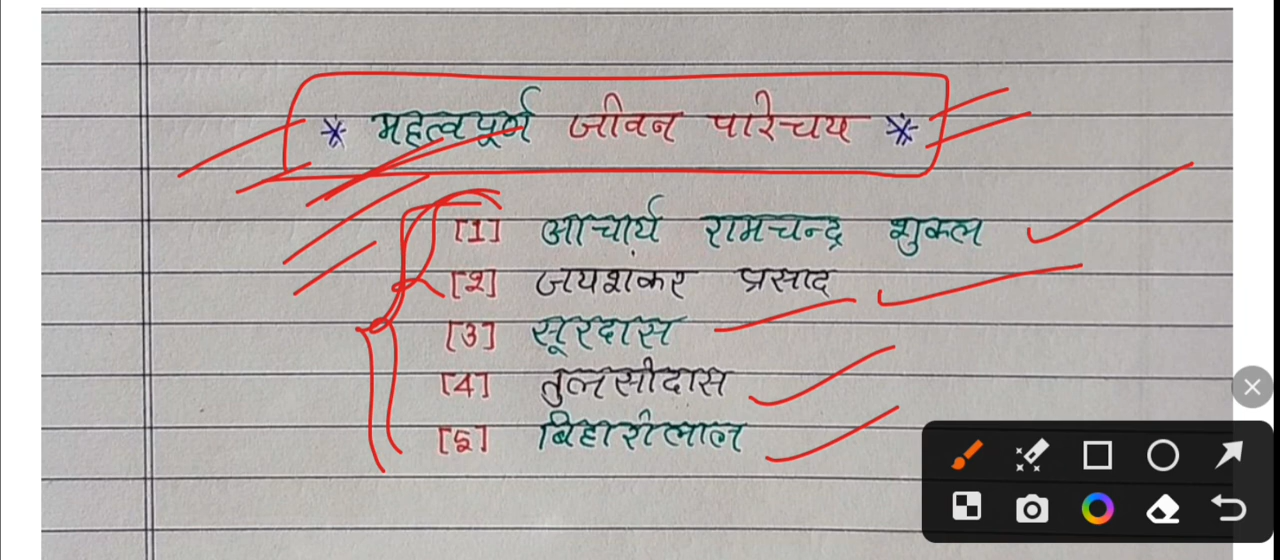 * महत्वपूर्ण जीवन परिचय *
[1] आचार्य रामचन्द्र शुक्ल
[2] जयशंकर प्रसाद
[3] सूरदास
[4] तुलसीदास
[5] बिहारीलाल